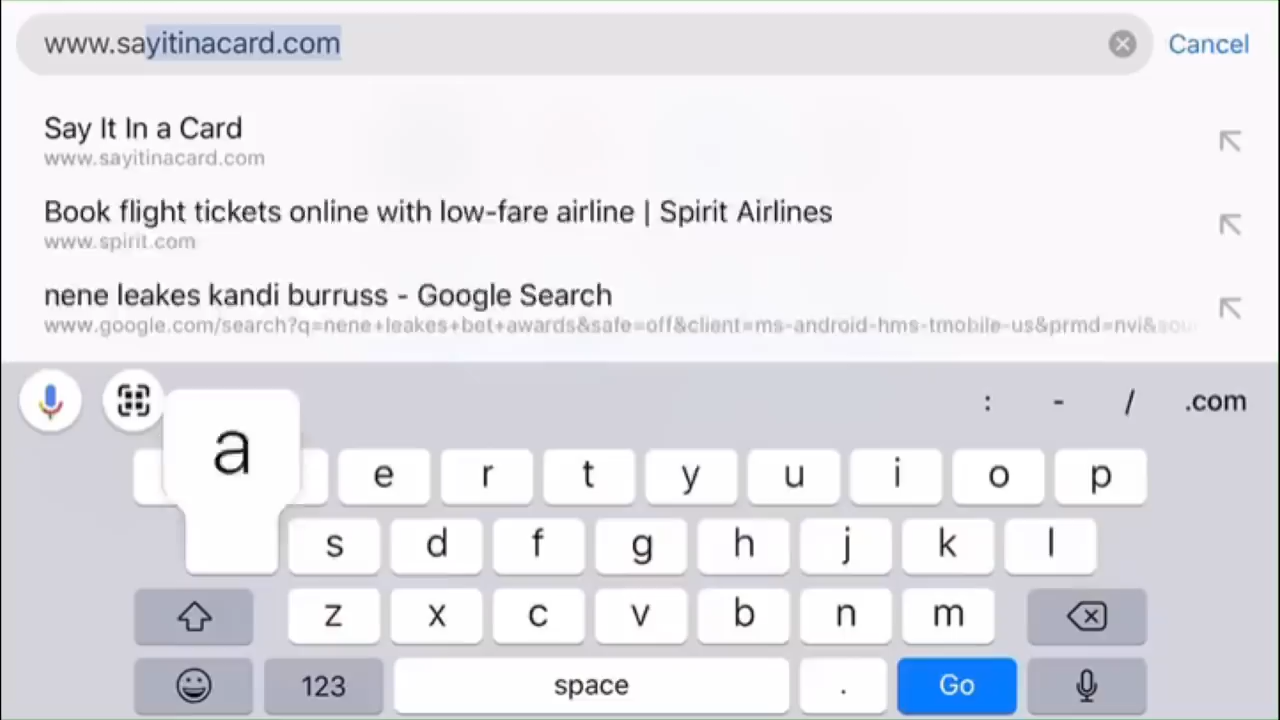 www.sayitinacard.com
Cancel
Say It In a Card
www.sayitinacard.com
Book flight tickets online with low-fare airline | Spirit Airlines
www.spirit.com
nene leakes kandi burruss - Google Search
www.google.com/search?q=nene+leakes+bet+awards&safe=off&client=ms-android-hms-tmobile-us&prmd=nvi&sou
: - / .com
a
e r t y u i o p
s d f g h j k l
z x c v b n m
123 space . Go